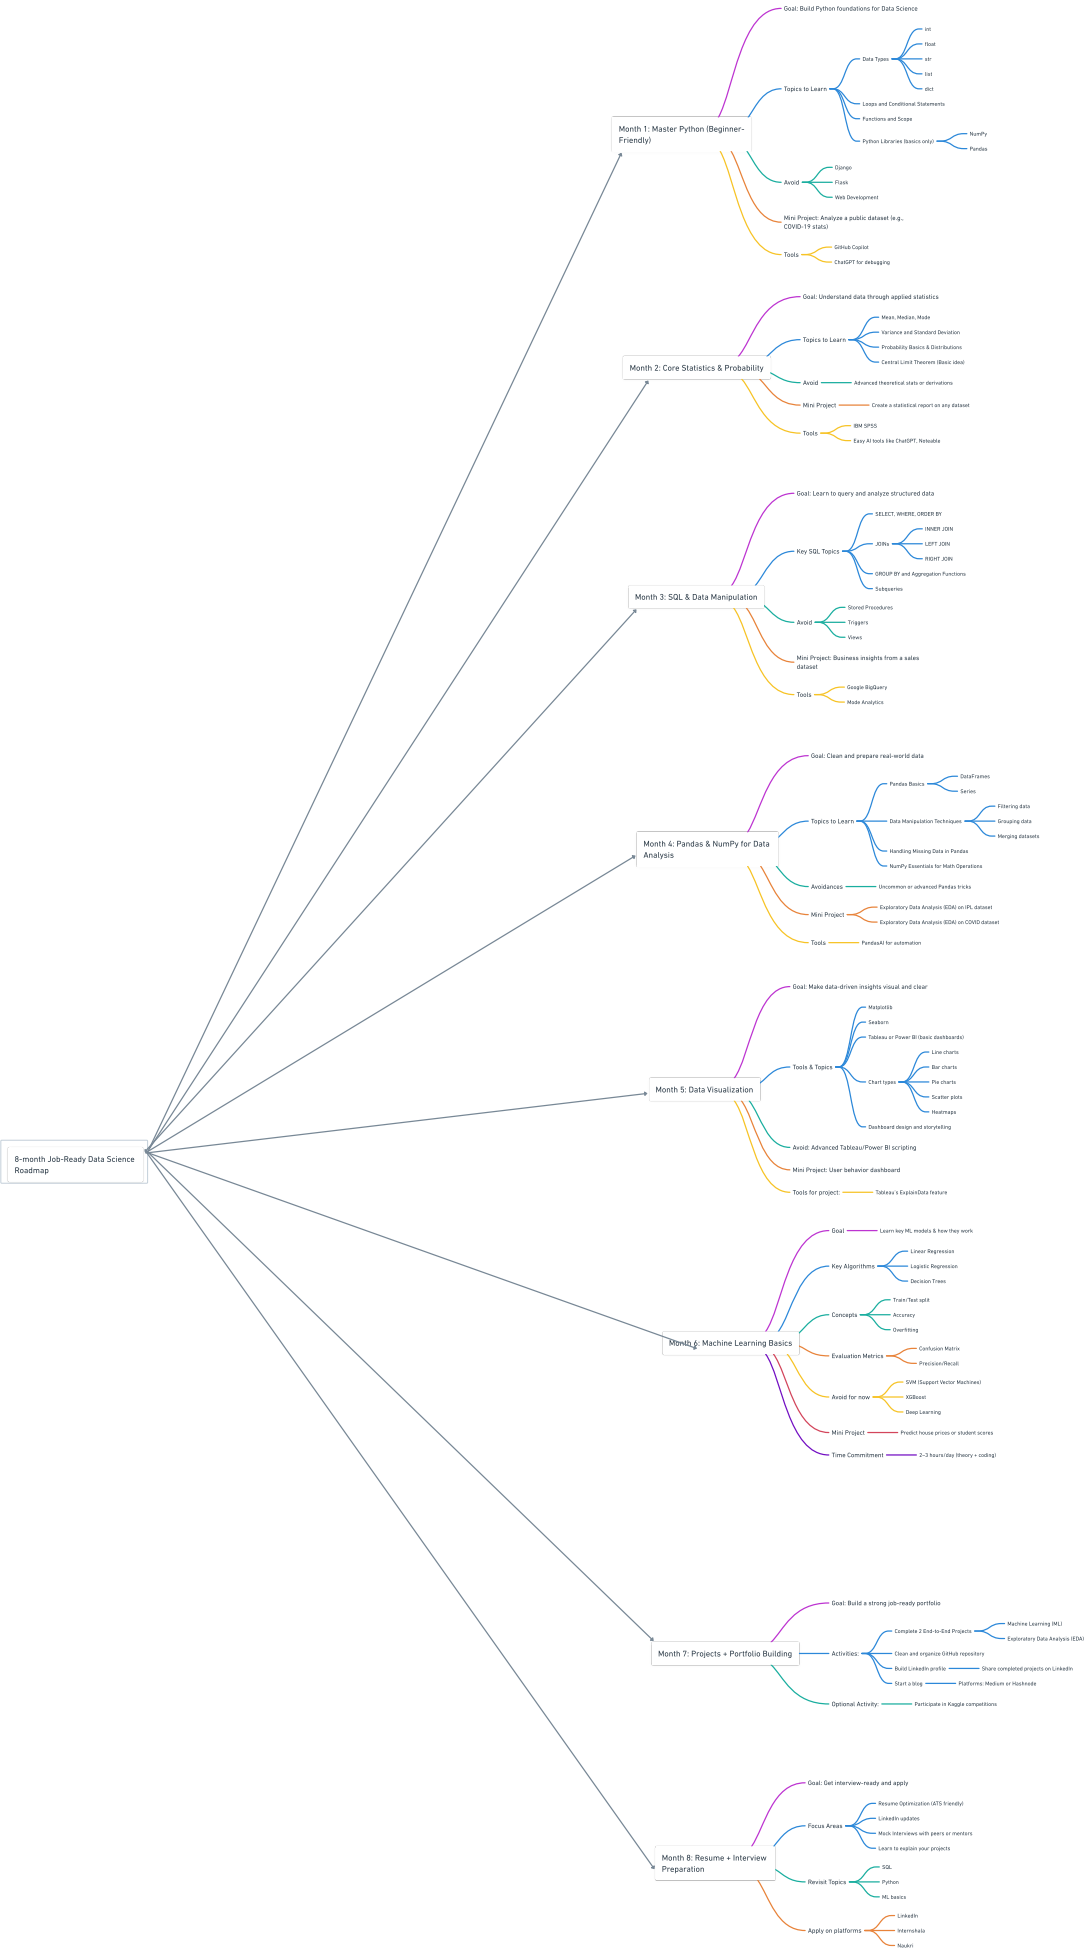 Goal: Build Python foundations for Data Science
int
float
Data Types
str
list
Topics to Learn
dict
Loops and Conditional Statements
Functions and Scope
Month 1: Master Python (Beginner-
Friendly)
NumPy
Python Libraries (basics only)
Pandas
Django
Avoid
Flask
Web Development
Mini Project: Analyze a public dataset (e.g.,
COVID-19 stats)
GitHub Copilot
Tools
ChatGPT for debugging
Goal: Understand data through applied statistics
Mean, Median, Mode
Variance and Standard Deviation
Topics to Learn
Probability Basics & Distributions
Central Limit Theorem (Basic idea)
Month 2: Core Statistics & Probability
Avoid
Advanced theoretical stats or derivations
Mini Project
Create a statistical report on any dataset
IBM SPSS
Tools
Easy AI tools like ChatGPT, Noteable
Goal: Learn to query and analyze structured data
SELECT, WHERE, ORDER BY
INNER JOIN
Key SQL Topics
JOINs
LEFT JOIN
RIGHT JOIN
GROUP BY and Aggregation Functions
Subqueries
Month 3: SQL & Data Manipulation
Stored Procedures
Avoid
Triggers
Views
Mini Project: Business insights from a sales
dataset
Google BigQuery
Tools
Mode Analytics
Goal: Clean and prepare real-world data
DataFrames
Pandas Basics
Series
Filtering data
Topics to Learn
Data Manipulation Techniques
Grouping data
Merging datasets
Month 4: Pandas & NumPy for Data
Analysis
Handling Missing Data in Pandas
NumPy Essentials for Math Operations
Avoidances
Uncommon or advanced Pandas tricks
Exploratory Data Analysis (EDA) on IPL dataset
Mini Project
Exploratory Data Analysis (EDA) on COVID dataset
Tools
PandasAI for automation
Goal: Make data-driven insights visual and clear
Matplotlib
Seaborn
Tableau or Power BI (basic dashboards)
Line charts
Tools & Topics
Bar charts
Chart types
Pie charts
Month 5: Data Visualization
Scatter plots
Heatmaps
Dashboard design and storytelling
Avoid: Advanced Tableau/Power BI scripting
8-month Job-Ready Data Science
Roadmap
Mini Project: User behavior dashboard
Tools for project:
Tableau's ExplainData feature
Goal
Learn key ML models & how they work
Linear Regression
Key Algorithms
Logistic Regression
Decision Trees
Train/Test split
Concepts
Accuracy
Overfitting
Month 6: Machine Learning Basics
Confusion Matrix
Evaluation Metrics
Precision/Recall
SVM (Support Vector Machines)
Avoid for now
XGBoost
Deep Learning
Mini Project
Predict house prices or student scores
Time Commitment
2–3 hours/day (theory + coding)
Goal: Build a strong job-ready portfolio
Machine Learning (ML)
Complete 2 End-to-End Projects
Exploratory Data Analysis (EDA)
Month 7: Projects + Portfolio Building
Activities:
Clean and organize GitHub repository
Build LinkedIn profile
Share completed projects on LinkedIn
Start a blog
Platforms: Medium or Hashnode
Optional Activity:
Participate in Kaggle competitions
Goal: Get interview-ready and apply
Resume Optimization (ATS friendly)
LinkedIn updates
Focus Areas
Mock Interviews with peers or mentors
Learn to explain your projects
Month 8: Resume + Interview
Preparation
SQL
Revisit Topics
Python
ML basics
LinkedIn
Apply on platforms
Internshala
Naukri